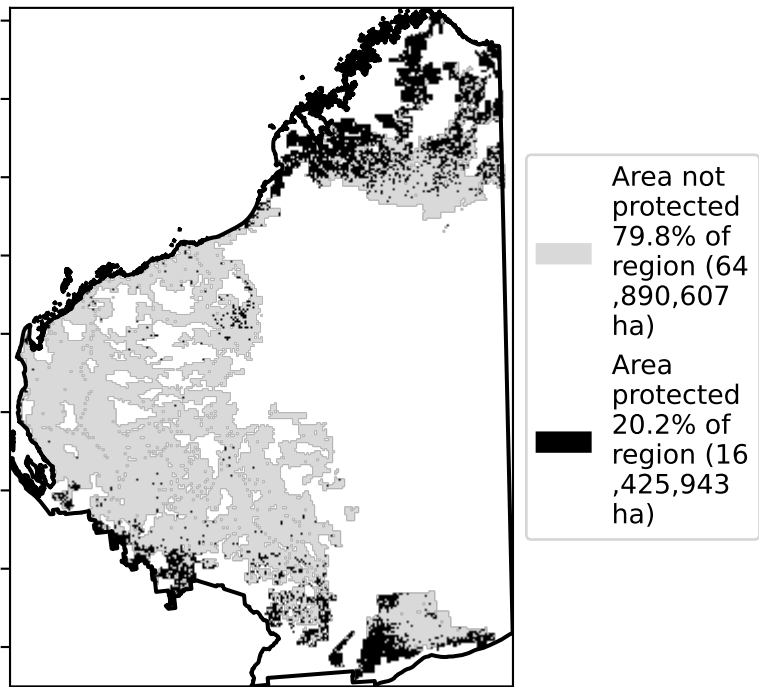 Area not
protected
79.8% of
region (64
,890,607
ha)
Area
protected
20.2% of
region (16
,425,943
ha)